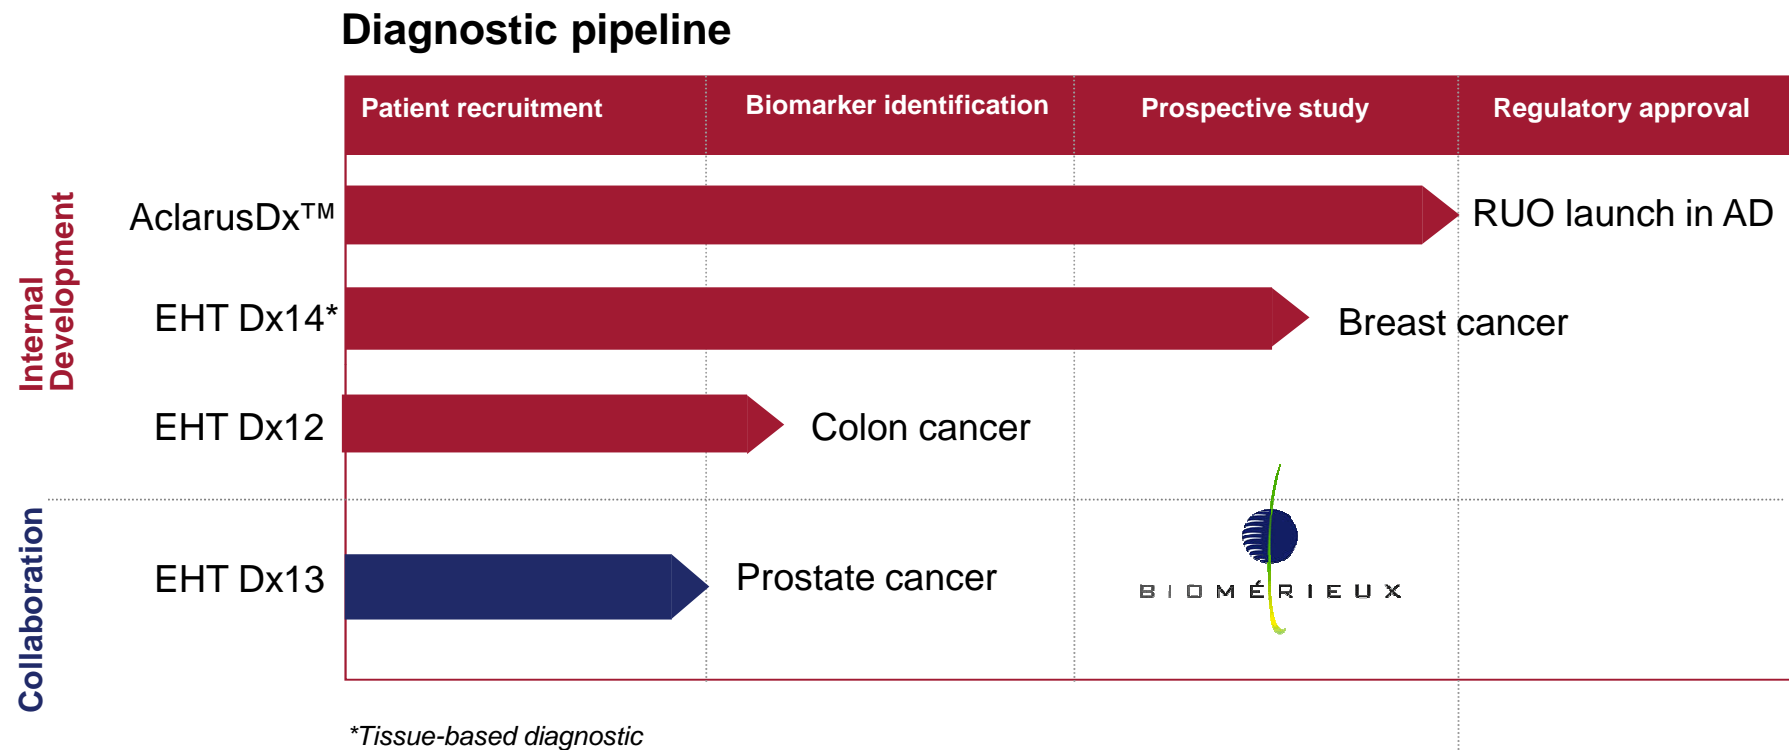 Diagnostic pipeline
Patient recruitment
Biomarker identification
Prospective study
Regulatory approval
Internal
Development
AclarusDx™
RUO launch in AD
EHT Dx14*
Breast cancer
EHT Dx12
Colon cancer
Collaboration
EHT Dx13
Prostate cancer
BIOMÉRIEUX
*Tissue-based diagnostic